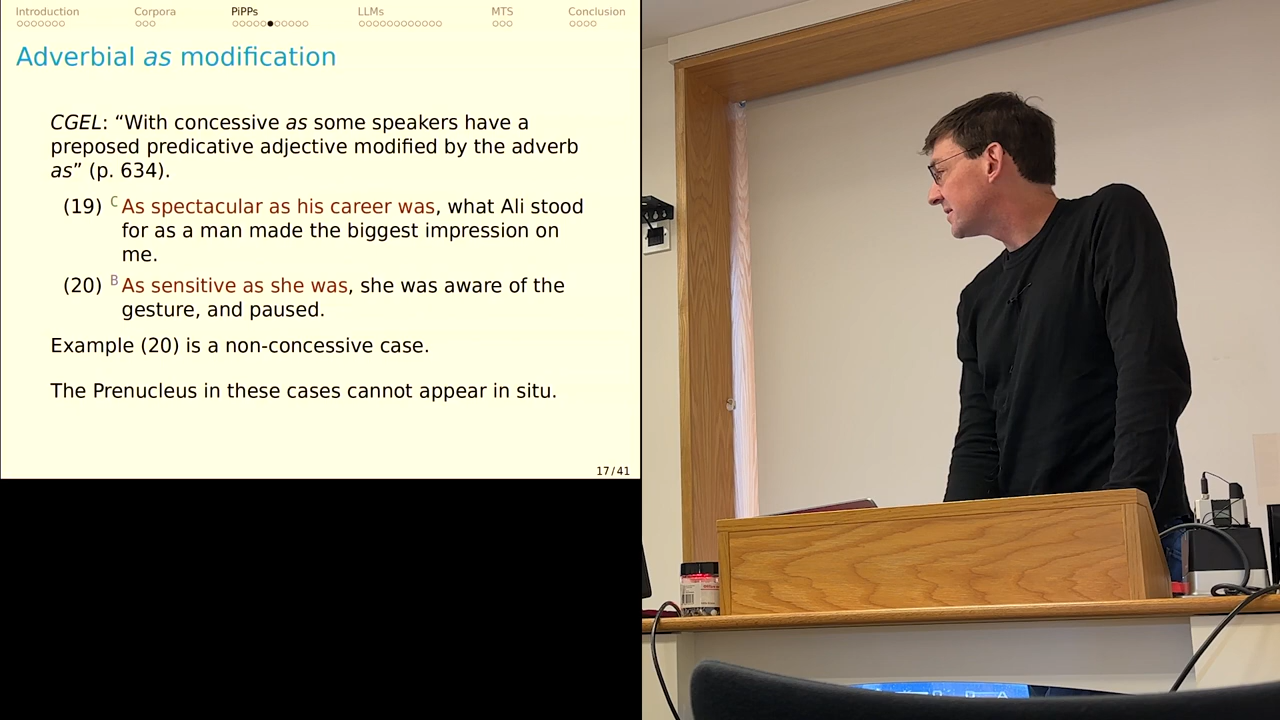 Introduction Corpora PiPPs LLMs MTS Conclusion
Adverbial as modification
CGEL: “With concessive as some speakers have a
preposed predicative adjective modified by the adverb
as” (p. 634).
(19) C As spectacular as his career was, what Ali stood
for as a man made the biggest impression on
me.
(20) B As sensitive as she was, she was aware of the
gesture, and paused.
Example (20) is a non-concessive case.
The Prenucleus in these cases cannot appear in situ.
17/41